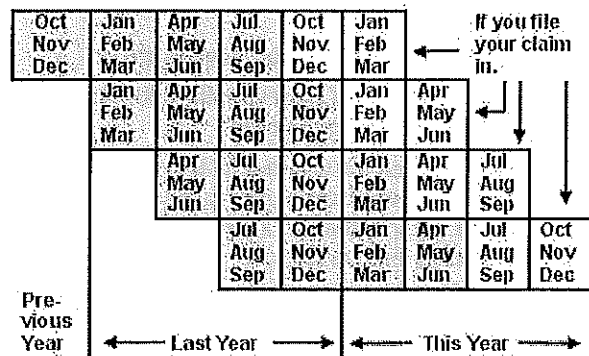 Oct Jan Apr Jul Oct Jan If you file
Nov Feb May Aug Nov Feb your claim
Dec Mar Jun Sep Dec Mar in.
Jan Apr Jul Oct Jan Apr
Feb May Aug Nov Feb May
Mar Jun Sep Dec Mar Jun
Apr Jul Oct Jan Apr Jul
May Aug Nov Feb May Aug
Jun Sep Dec Mar Jun Sep
Jul Oct Jan Apr Jul Oct
Aug Nov Feb May Aug Nov
Sep Dec Mar Jun Sep Dec
Pre-
vious
Year Last Year This Year